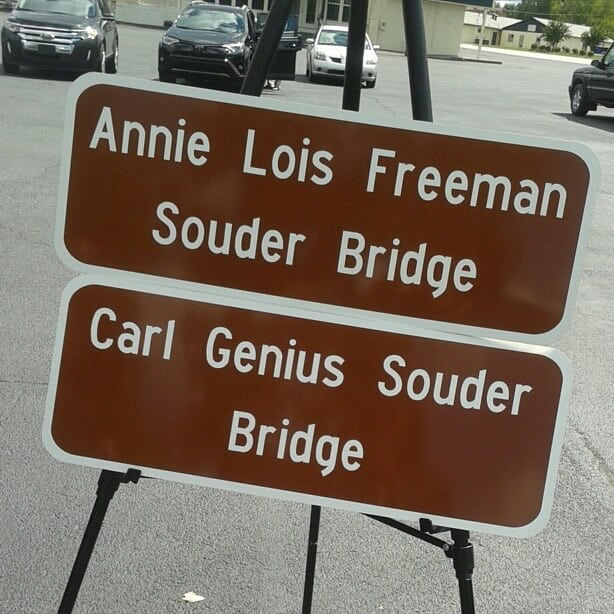 Annie Lois Freeman
Souder Bridge
Carl Genius Souder
Bridge